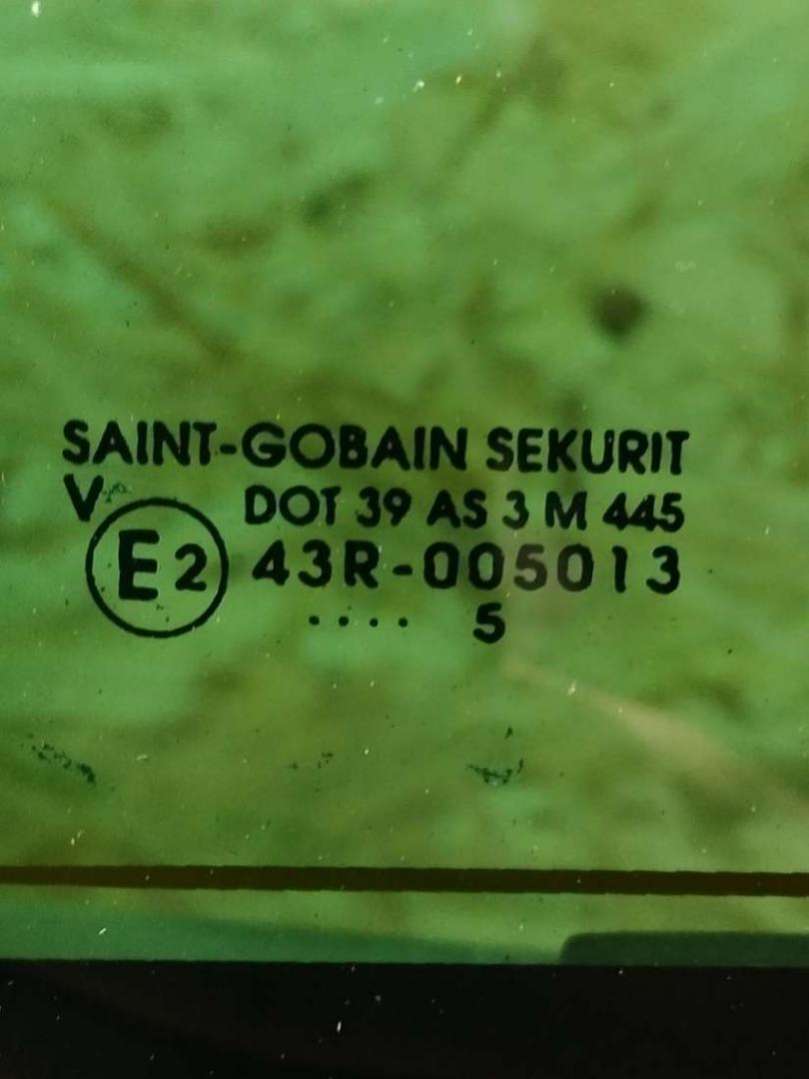 SAINT-GOBAIN SEKURIT
V DOT 39 AS 3 M 445
E2 43R-005013
.... 5